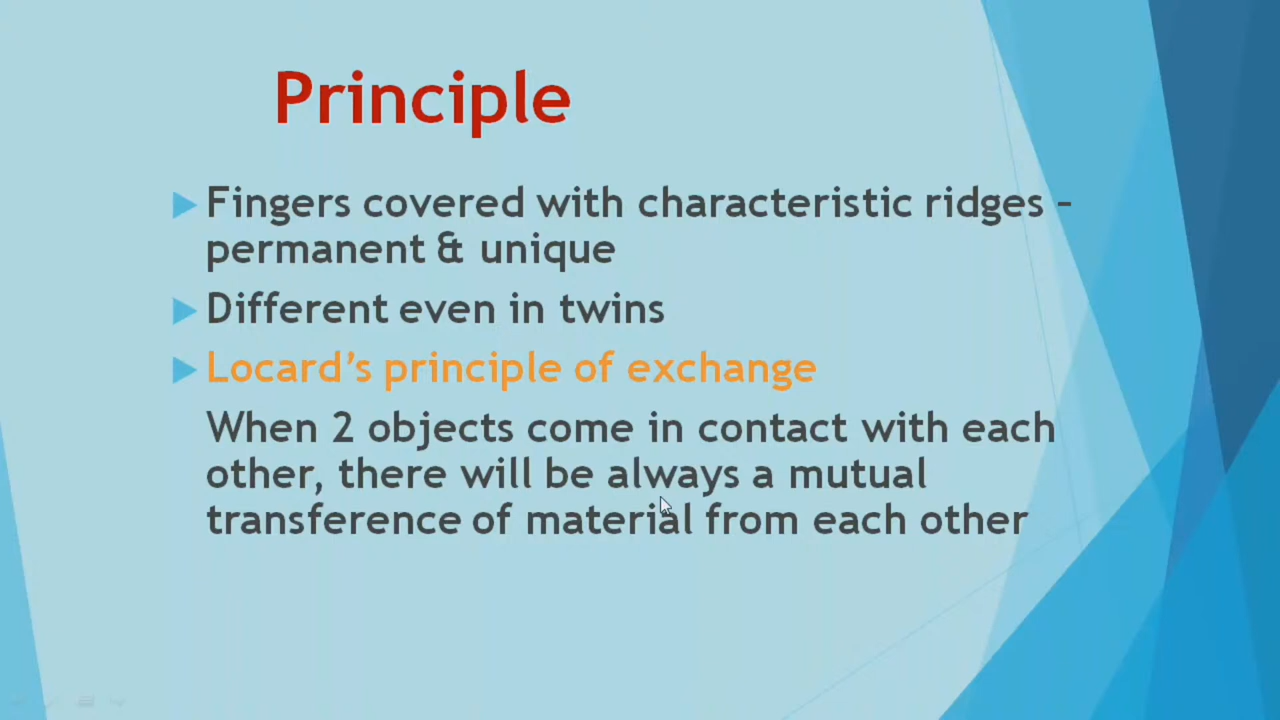 Principle
Fingers covered with characteristic ridges –
permanent & unique
Different even in twins
Locard's principle of exchange
When 2 objects come in contact with each
other, there will be always a mutual
transference of material from each other